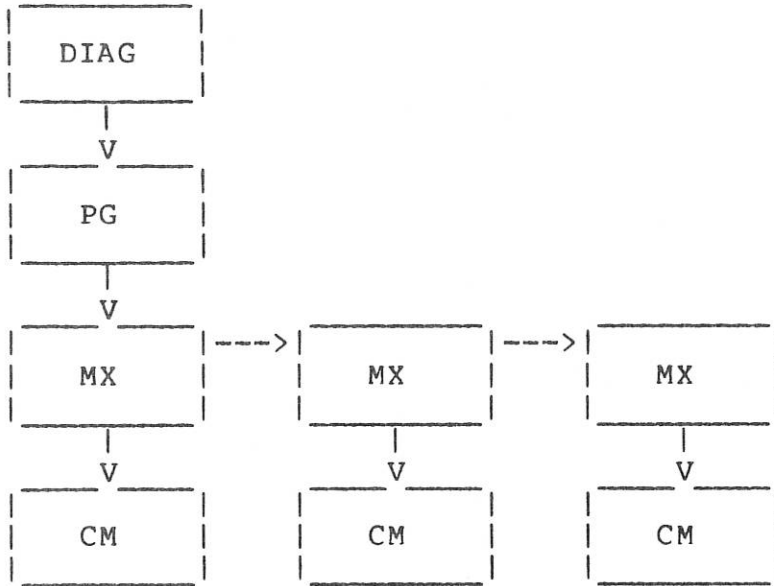 DIAG
V
PG
V
MX ----> MX ----> MX
V V V
CM CM CM